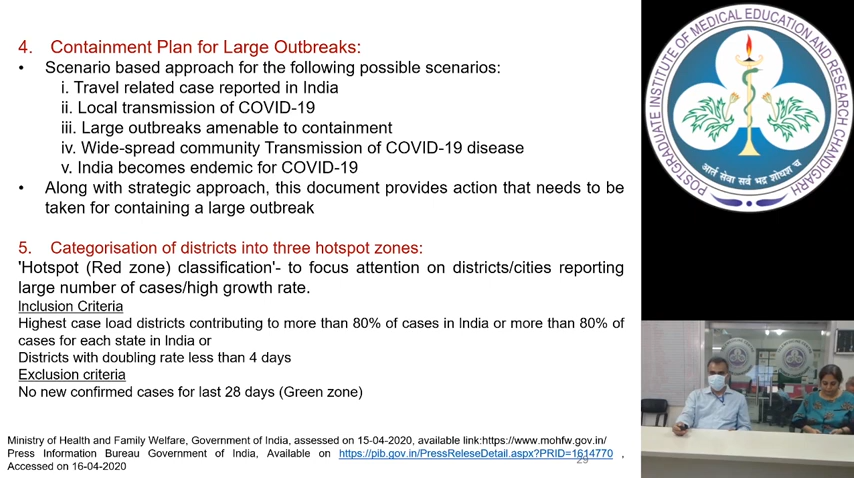 4. Containment Plan for Large Outbreaks:
• Scenario based approach for the following possible scenarios:
i. Travel related case reported in India
ii. Local transmission of COVID-19
iii. Large outbreaks amenable to containment
iv. Wide-spread community Transmission of COVID-19 disease
v. India becomes endemic for COVID-19
• Along with strategic approach, this document provides action that needs to be
taken for containing a large outbreak
5. Categorisation of districts into three hotspot zones:
'Hotspot (Red zone) classification'- to focus attention on districts/cities reporting
large number of cases/high growth rate.
Inclusion Criteria
Highest case load districts contributing to more than 80% of cases in India or more than 80% of
cases for each state in India or
Districts with doubling rate less than 4 days
Exclusion criteria
No new confirmed cases for last 28 days (Green zone)
Ministry of Health and Family Welfare, Government of India, assessed on 15-04-2020, available link:https://www.mohfw.gov.in/
Press Information Bureau Government of India, Available on https://pib.gov.in/PressReleseDetail.aspx?PRID=1614770 ,
Accessed on 16-04-2020
29
POSTGRADUATE INSTITUTE OF MEDICAL EDUCATION AND RESEARCH CHANDIGARH
आर्त सेवा सर्व भद्र शोधश्च